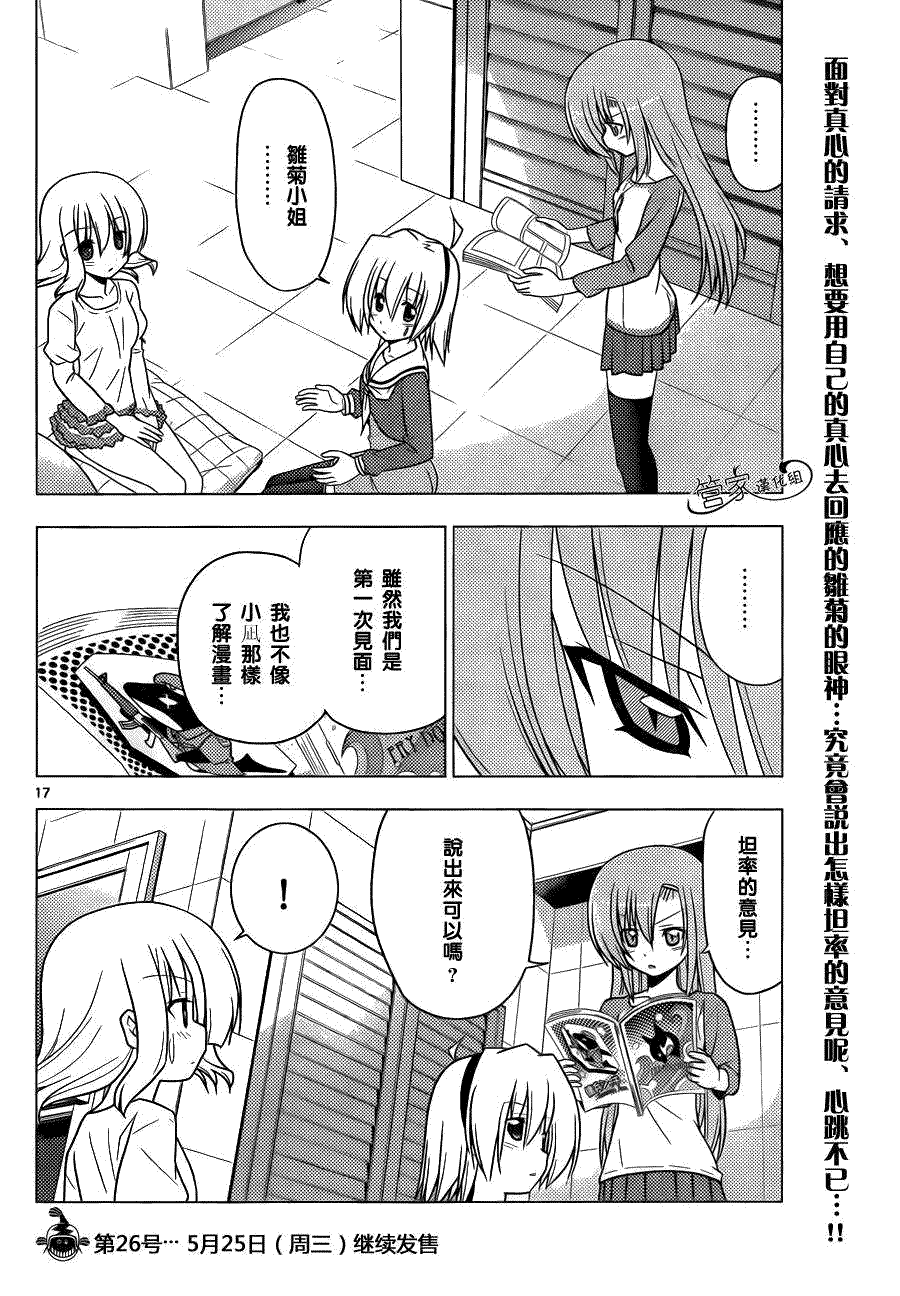 面對真心的請求、想要用自己的真心去回應的雛菊的眼神…究竟會說出怎樣坦率的意見呢、心跳不已…!!
………
雛菊小姐
………
管家漢化組
………
雖然我們是
第一次見面…
我也不像
小凪那樣
了解漫畫…
17
坦率的意見…
說出來可以嗎？
！
第26号… 5月25日（周三）继续发售